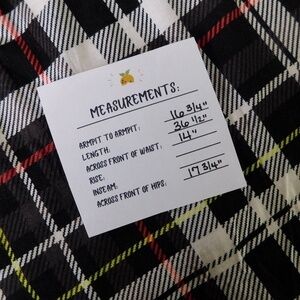 MEASUREMENTS:
ARMPIT TO ARMPIT: 16 3/4"
LENGTH: 36 1/2"
ACROSS FRONT OF WAIST: 14"
RISE:
INSEAM:
ACROSS FRONT OF HIPS: 17 3/4"